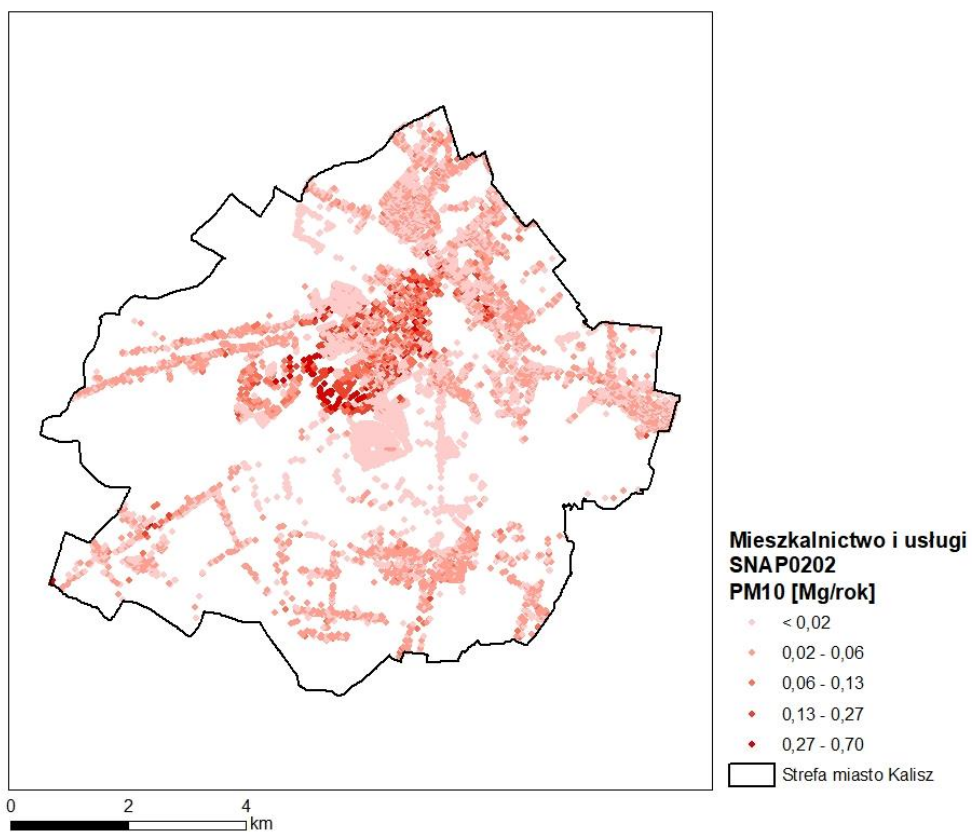 Mieszkalnictwo i usługi
SNAP0202
PM10 [Mg/rok]
< 0,02
0,02 - 0,06
0,06 - 0,13
0,13 - 0,27
0,27 - 0,70
Strefa miasto Kalisz
0 2 4
km